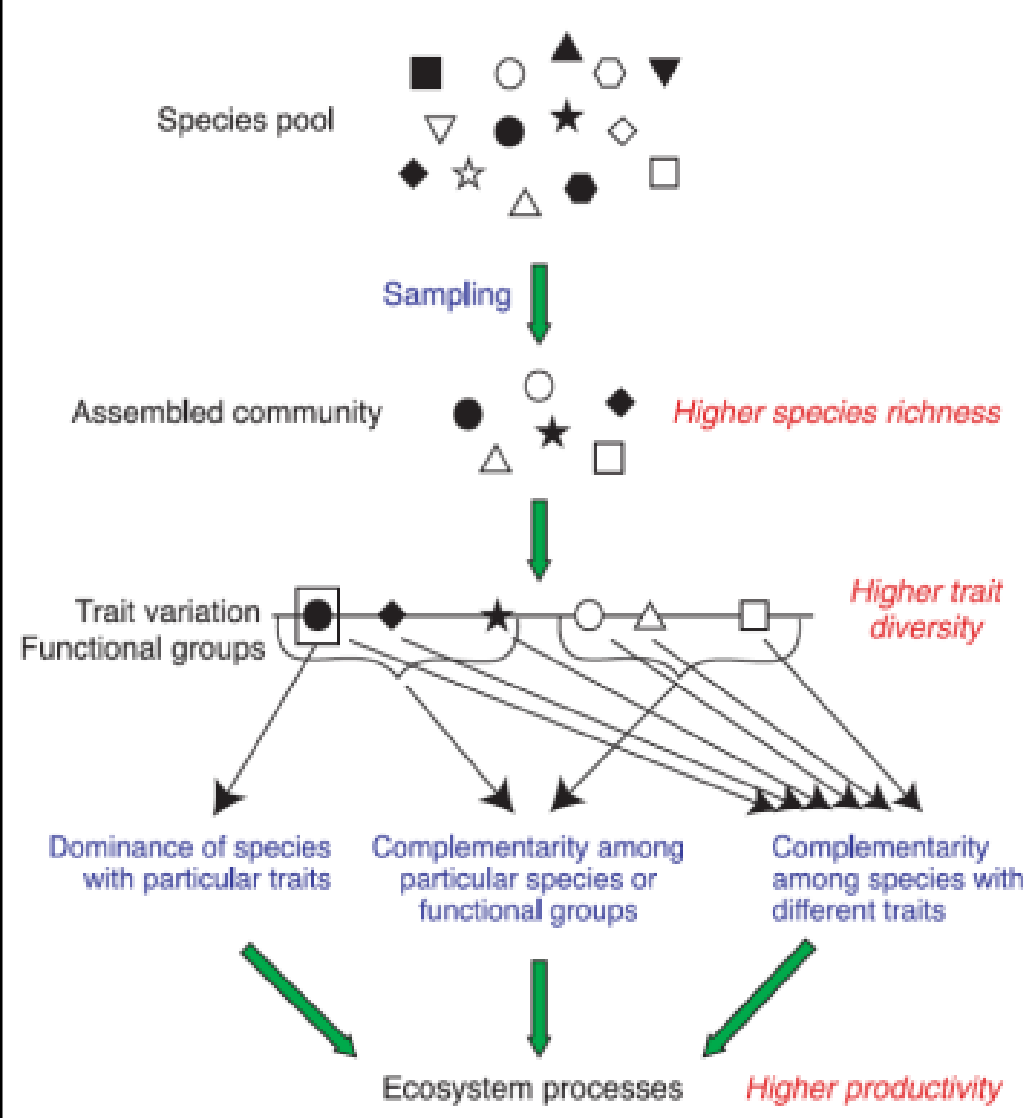 Species pool
Sampling
Assembled community
Higher species richness
Trait variation
Functional groups
Higher trait
diversity
Dominance of species
with particular traits
Complementarity among
particular species or
functional groups
Complementarity
among species with
different traits
Ecosystem processes
Higher productivity